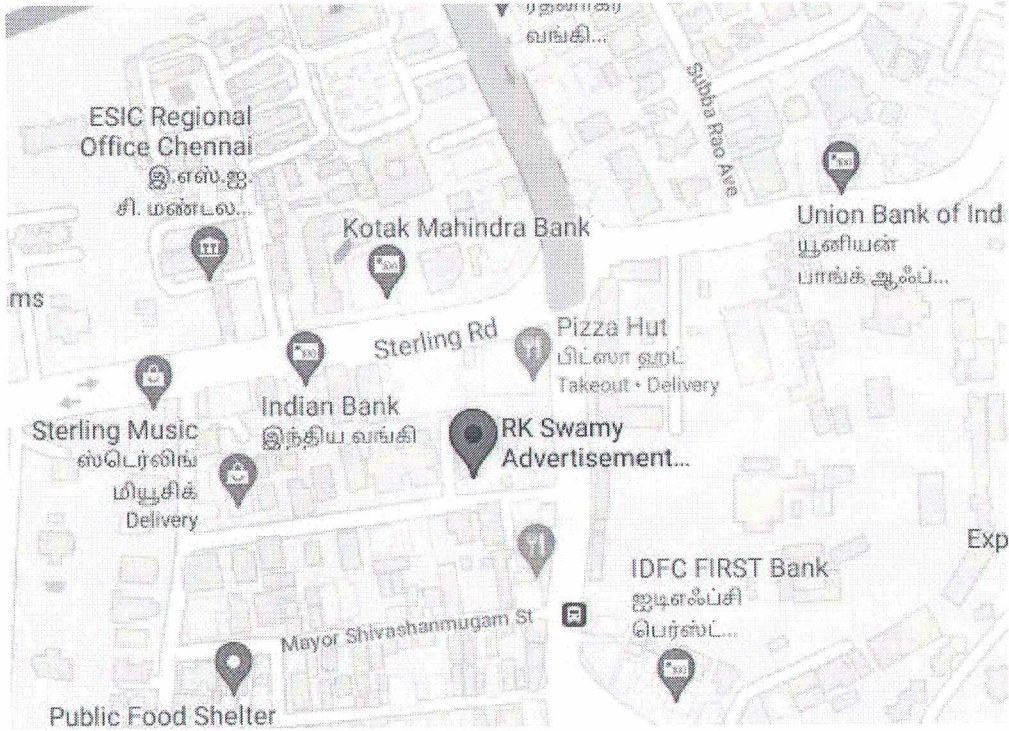 வங்கி...
Subba Rao Ave
ESIC Regional
Office Chennai
இ.எஸ்.ஐ.
சி. மண்டல...
Kotak Mahindra Bank
Union Bank of Ind
யூனியன்
பாங்க் ஆஃப்...
ms
Sterling Rd
Pizza Hut
பிட்ஸா ஹட்
Takeout • Delivery
Indian Bank
இந்திய வங்கி
Sterling Music
ஸ்டெர்லிங்
மியூசிக்
Delivery
RK Swamy
Advertisement...
Exp
IDFC FIRST Bank
ஐடிஎஃப்சி
பெர்ஸ்ட்...
Mayor Shivashanmugam St
Public Food Shelter